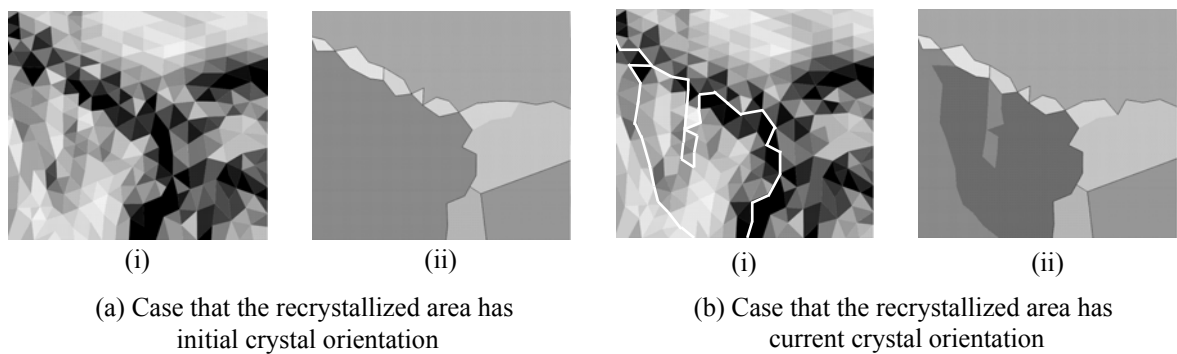 (i)
(ii)
(i)
(ii)
(a) Case that the recrystallized area has
initial crystal orientation
(b) Case that the recrystallized area has
current crystal orientation